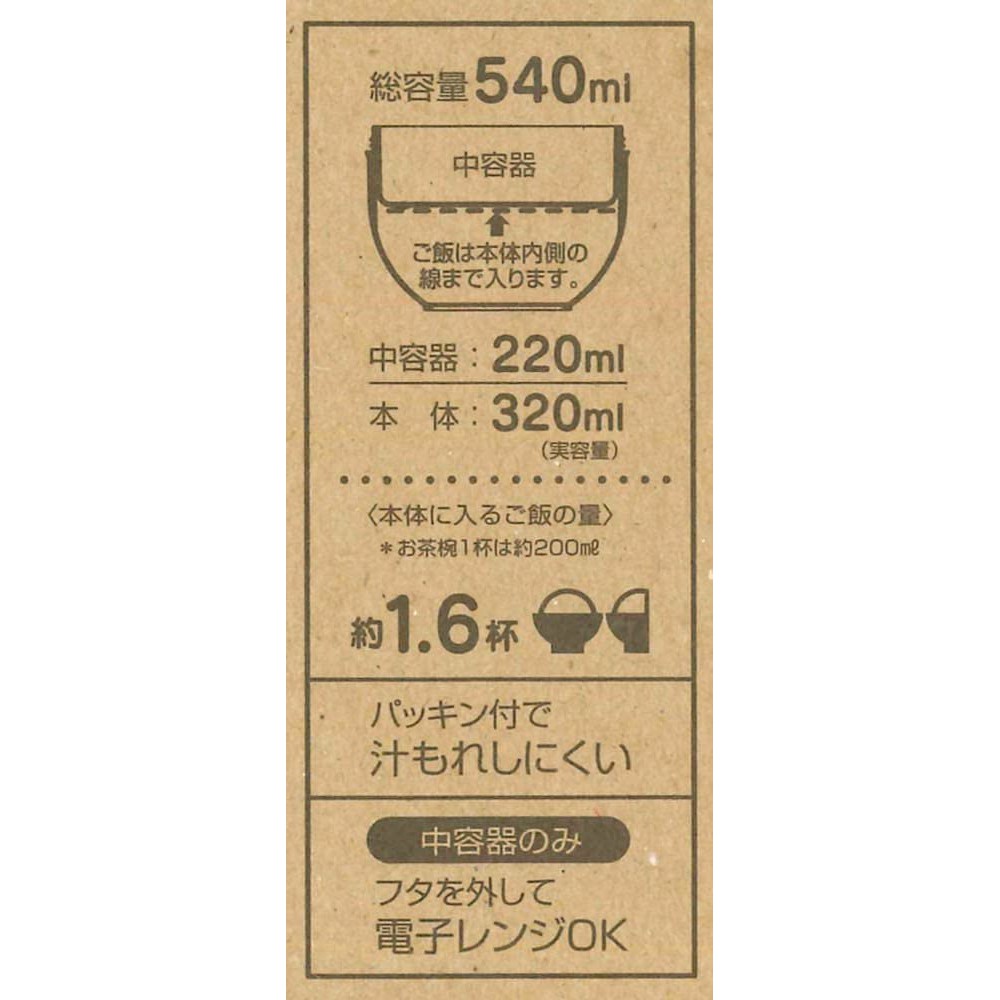 総容量540ml
中容器
ご飯は本体内側の
線まで入ります。
中容器：220ml
本 体：320ml
（実容量）
〈本体に入るご飯の量〉
＊お茶椀1杯は約200㎖
約1.6杯
パッキン付で
汁もれしにくい
中容器のみ
フタを外して
電子レンジOK